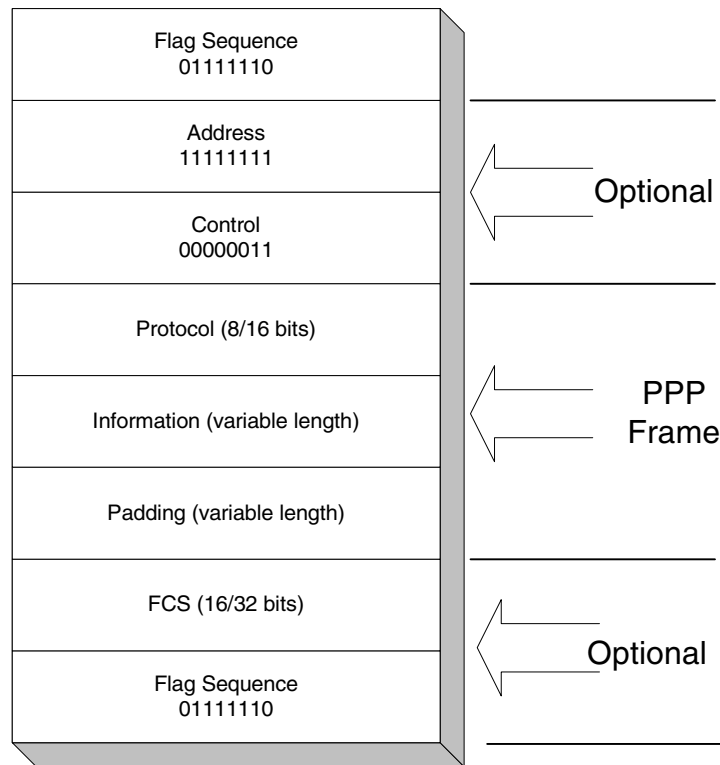 Flag Sequence
01111110
Address
11111111
Control
00000011
Optional
Protocol (8/16 bits)
Information (variable length)
Padding (variable length)
PPP
Frame
FCS (16/32 bits)
Flag Sequence
01111110
Optional